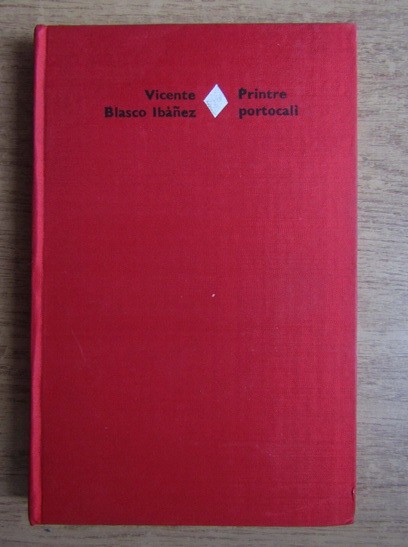 Vicente
Blasco Ibàñez
Printre
portocali